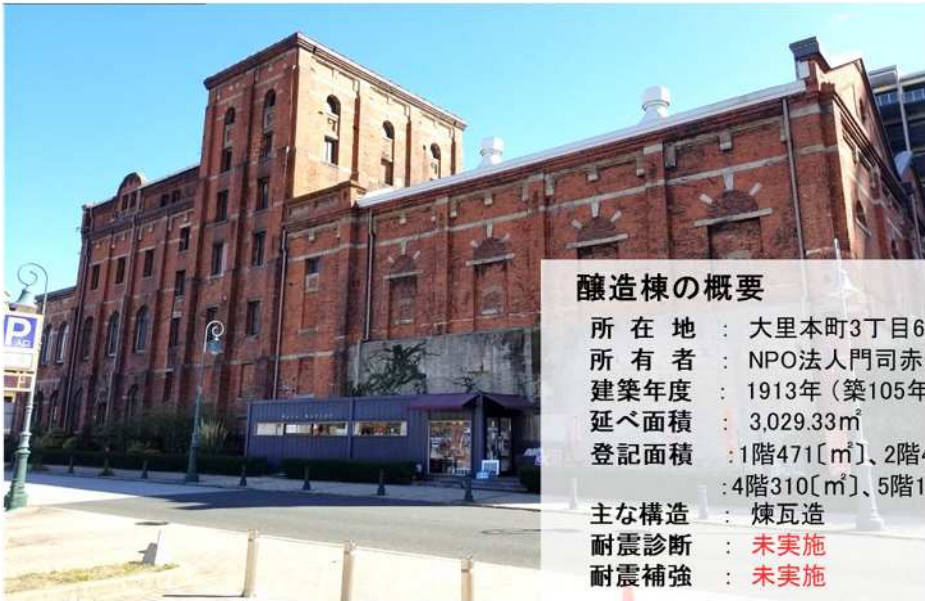 醸造棟の概要
所 在 地 : 大里本町3丁目6
所 有 者 : NPO法人門司赤
建築年度 : 1913年（築105年
延べ面積 : 3,029.33㎡
登記面積 :1階471〔㎡〕、2階4
:4階310〔㎡〕、5階1
主な構造 : 煉瓦造
耐震診断 : 未実施
耐震補強 : 未実施
P